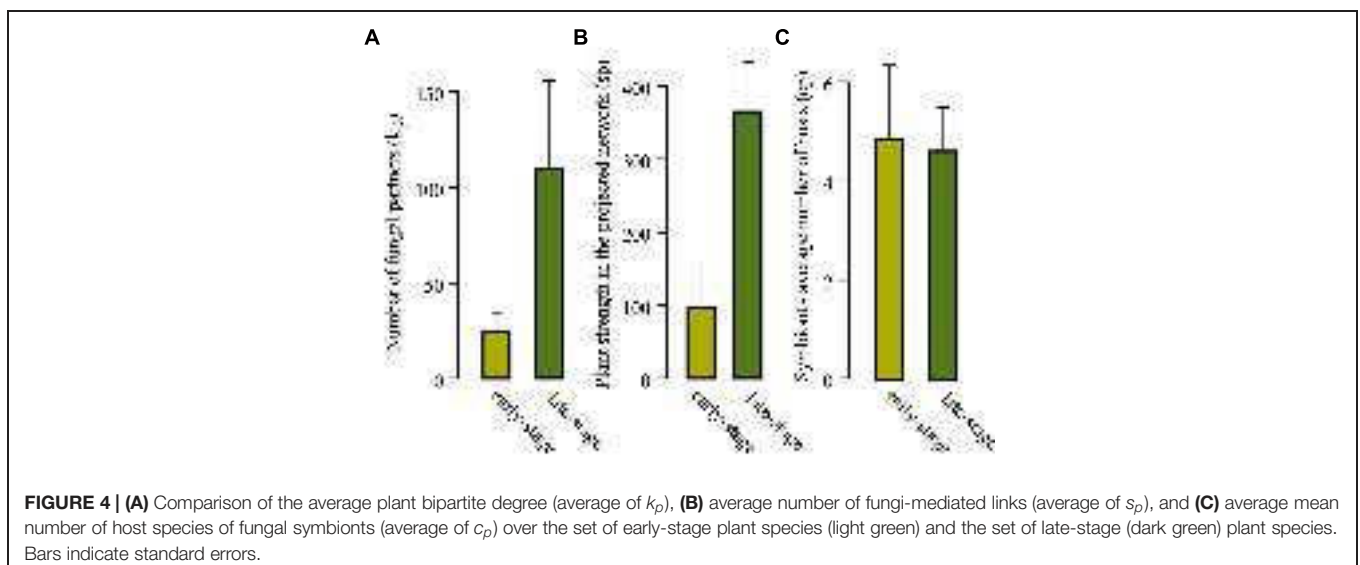 A
B
C
Number of fungal partners (kp)
150
100
50
0
early-stage
late-stage
Plant strength in the projected network (sp)
400
300
200
100
0
early-stage
late-stage
average number of
6
4
2
0
early-stage
late-stage
FIGURE 4 | (A) Comparison of the average plant bipartite degree (average of kp), (B) average number of fungi-mediated links (average of sp), and (C) average mean
number of host species of fungal symbionts (average of cp) over the set of early-stage plant species (light green) and the set of late-stage (dark green) plant species.
Bars indicate standard errors.